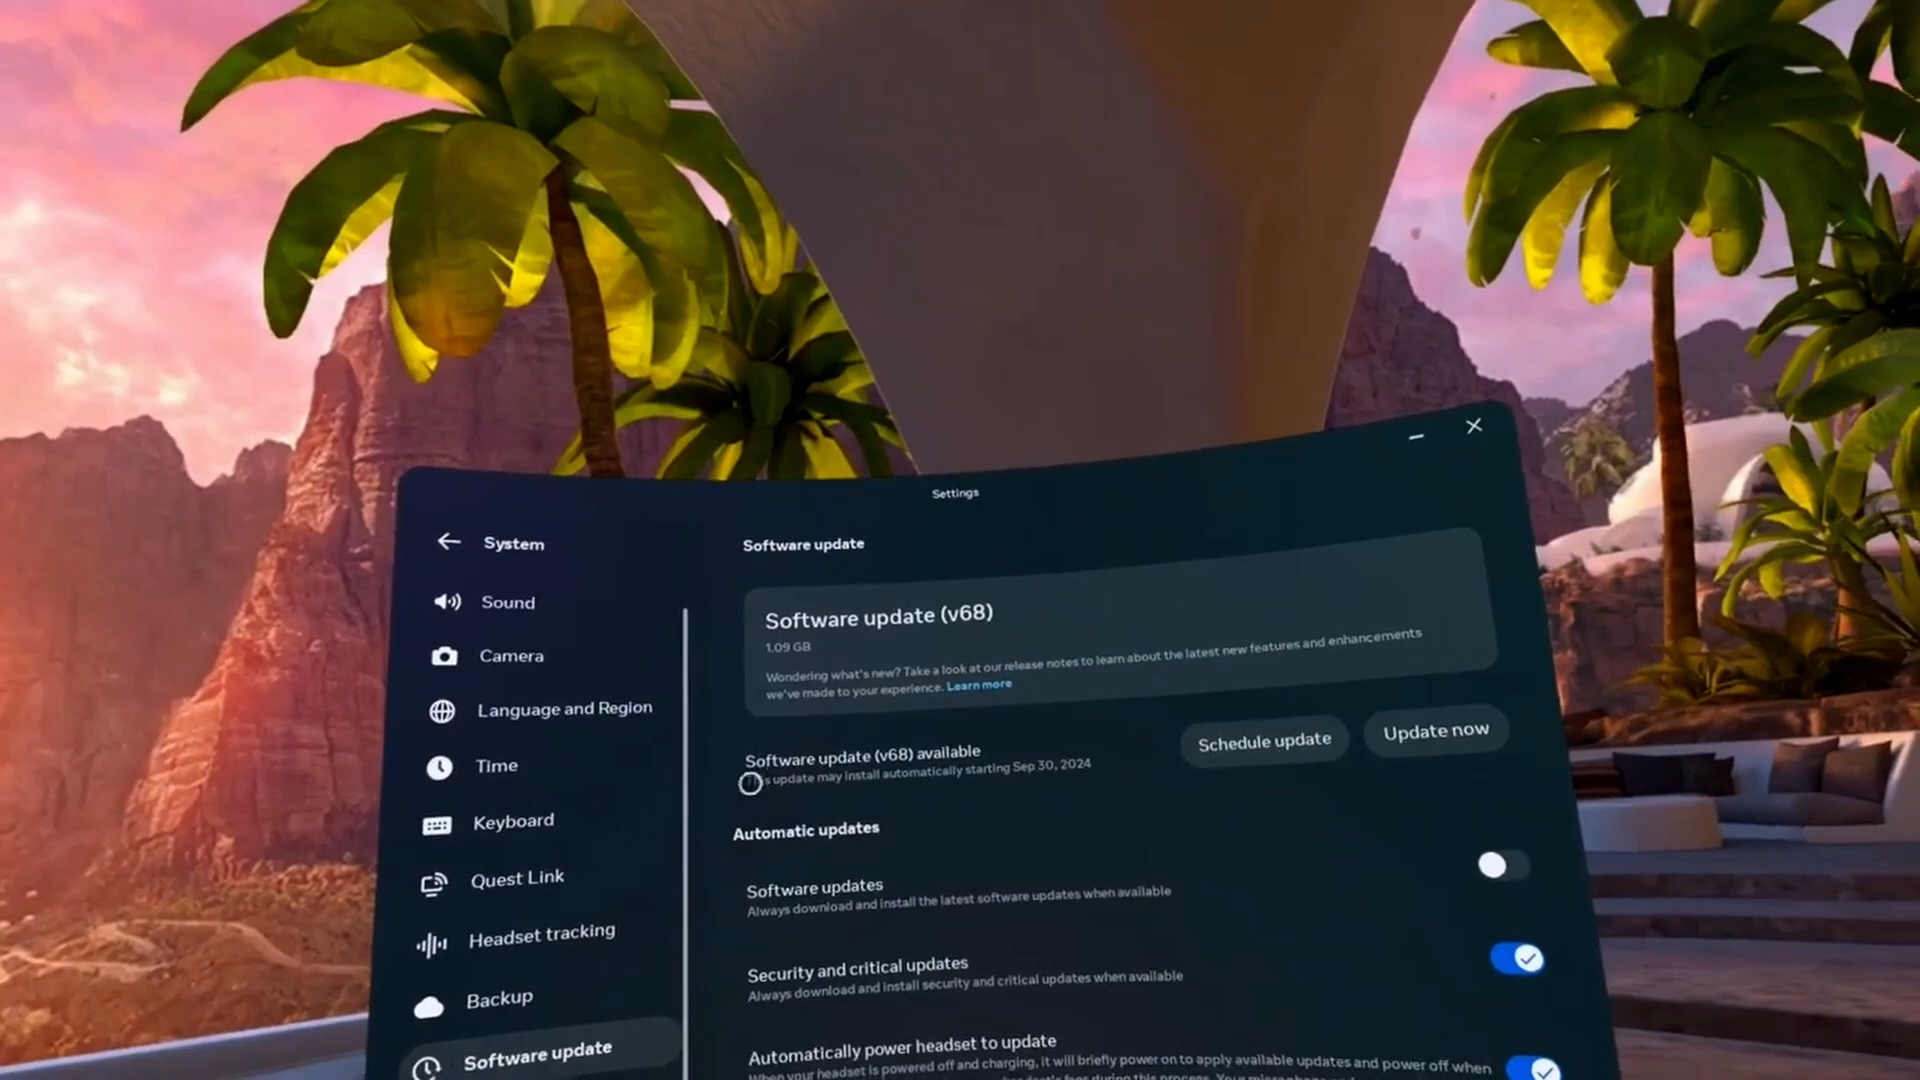 Settings
System
Sound
Camera
Language and Region
Time
Keyboard
Quest Link
Headset tracking
Backup
Software update
Software update
Software update (v68)
1.09 GB
Wondering what's new? Take a look at our release notes to learn about the latest new features and enhancements
we've made to your experience. Learn more
Software update (v68) available
update may install automatically starting Sep 30, 2024
Schedule update
Update now
Automatic updates
Software updates
Always download and install the latest software updates when available
Security and critical updates
Always download and install security and critical updates when available
Automatically power headset to update
When your headset is powered off and charging, it will briefly power on to apply available updates and power off when